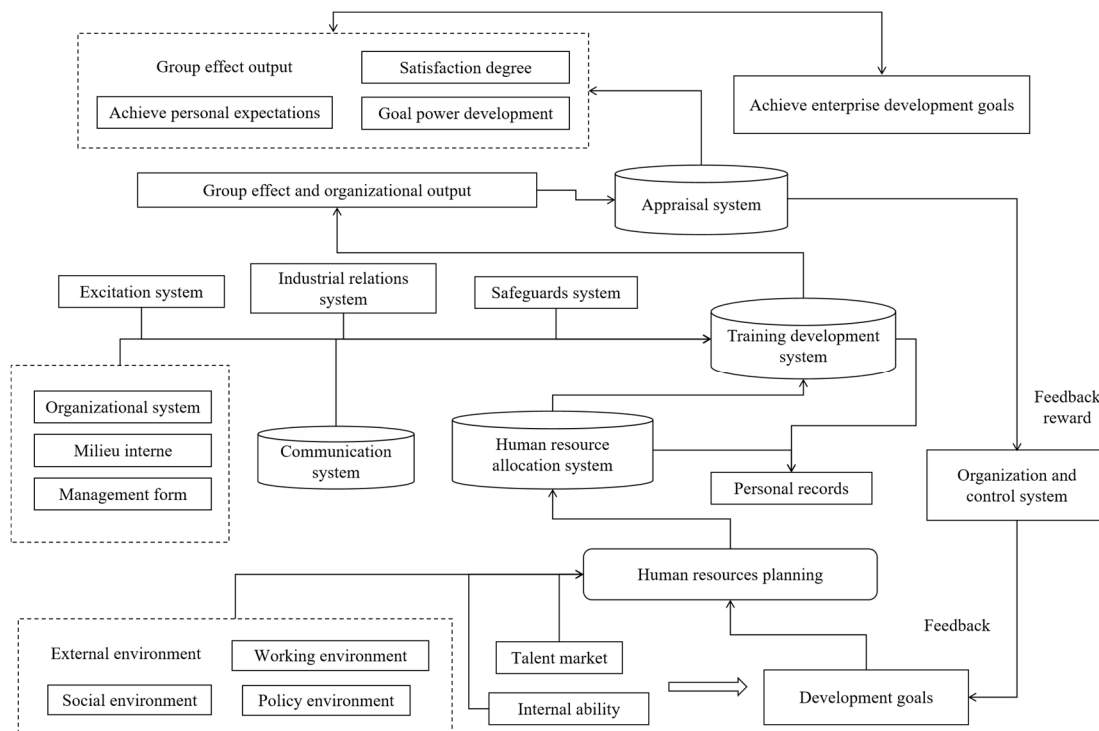 Group effect output
Satisfaction degree
Achieve personal expectations
Goal power development
Achieve enterprise development goals
Group effect and organizational output
Appraisal system
Excitation system
Industrial relations
system
Safeguards system
Training development
system
Organizational system
Milieu interne
Management form
Communication
system
Human resource
allocation system
Personal records
Feedback
reward
Organization and
control system
Human resources planning
Feedback
External environment
Working environment
Social environment
Policy environment
Talent market
Internal ability
Development goals